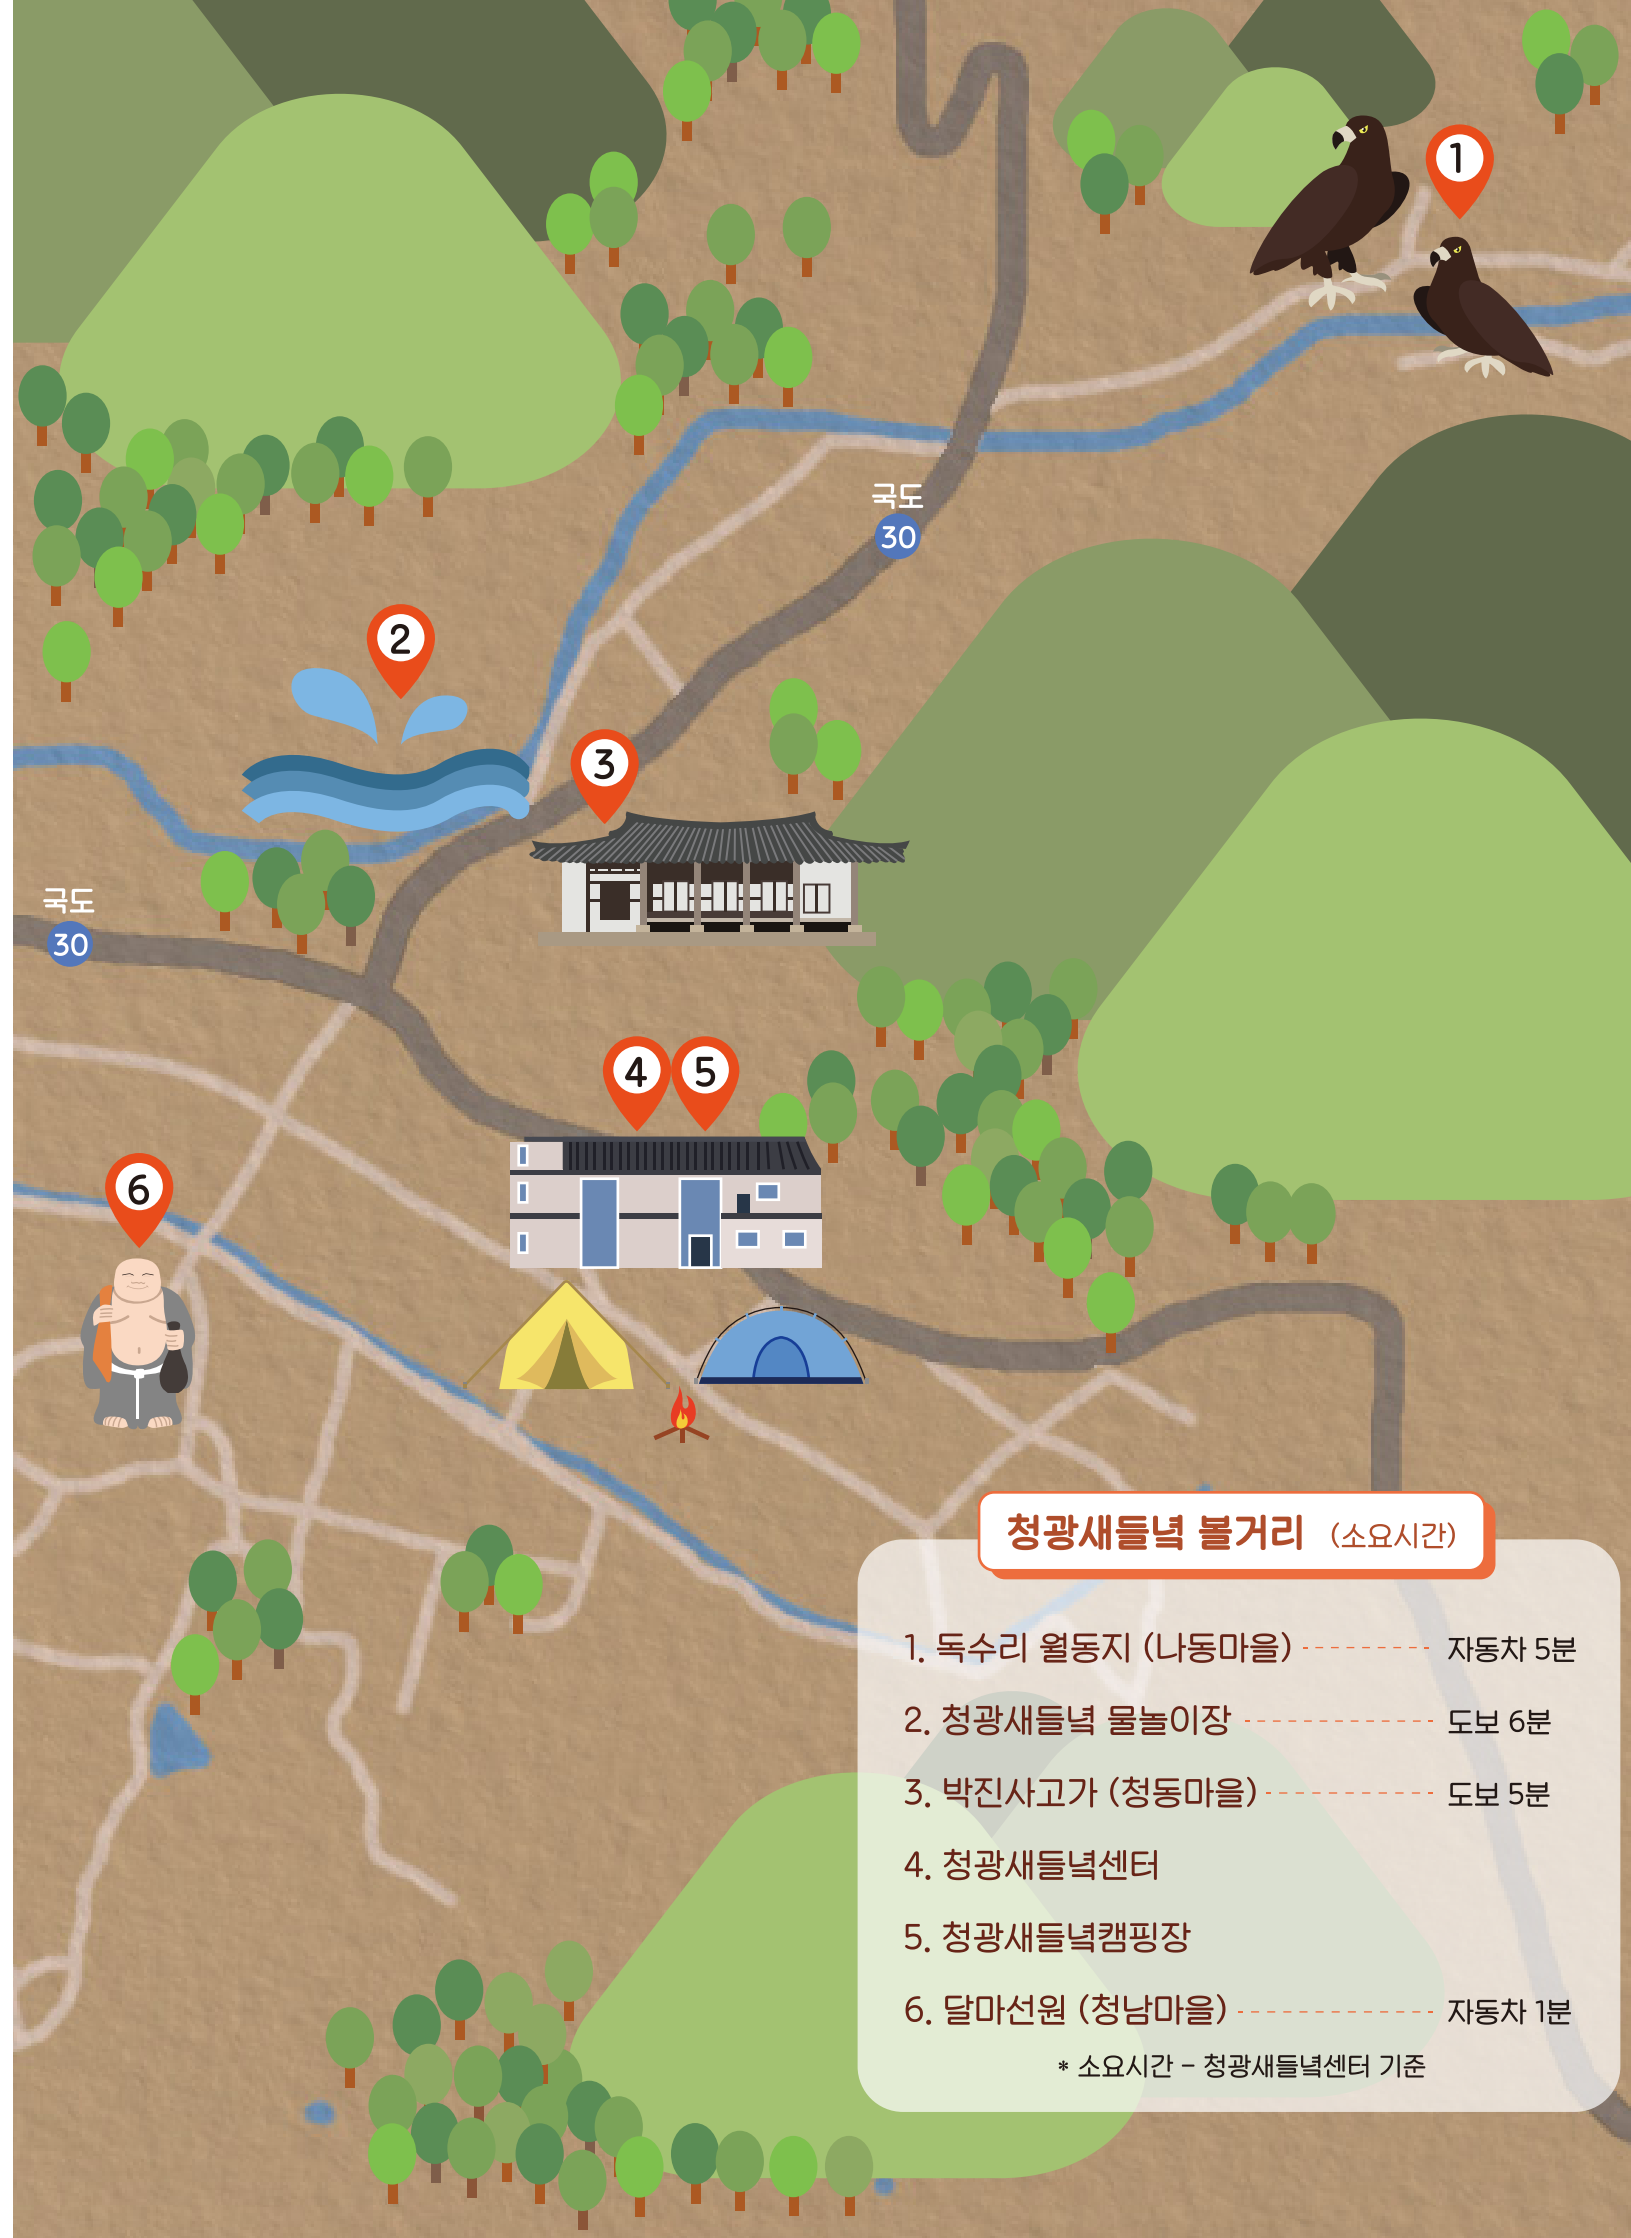 1
국도
30
2
3
국도
30
4 5
6
청광새들녘 볼거리 (소요시간)
1. 독수리 월동지 (나동마을) 자동차 5분
2. 청광새들녘 물놀이장 도보 6분
3. 박진사고가 (청동마을) 도보 5분
4. 청광새들녘센터
5. 청광새들녘캠핑장
6. 달마선원 (청남마을) 자동차 1분
* 소요시간 - 청광새들녘센터 기준